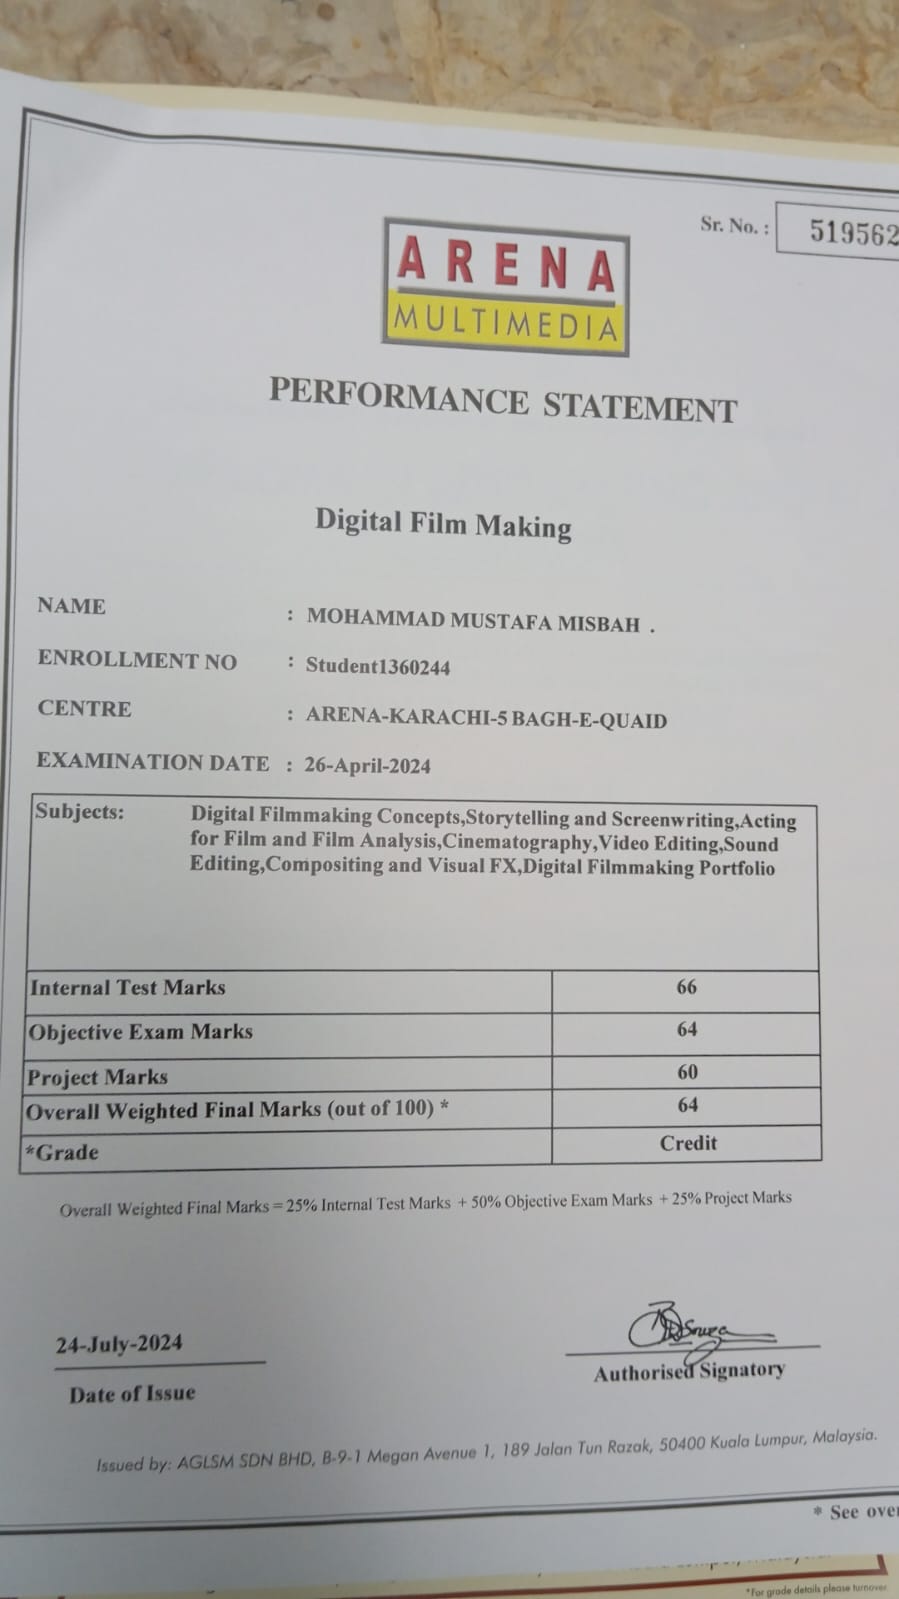 Sr. No. : 519562
ARENA
MULTIMEDIA
PERFORMANCE STATEMENT
Digital Film Making
NAME : MOHAMMAD MUSTAFA MISBAH .
ENROLLMENT NO : Student1360244
CENTRE : ARENA-KARACHI-5 BAGH-E-QUAID
EXAMINATION DATE : 26-April-2024
Subjects: Digital Filmmaking Concepts,Storytelling and Screenwriting,Acting
for Film and Film Analysis,Cinematography,Video Editing,Sound
Editing,Compositing and Visual FX,Digital Filmmaking Portfolio
Internal Test Marks 66
Objective Exam Marks 64
Project Marks 60
Overall Weighted Final Marks (out of 100) * 64
*Grade Credit
Overall Weighted Final Marks = 25% Internal Test Marks + 50% Objective Exam Marks + 25% Project Marks
24-July-2024
Date of Issue
Authorised Signatory
Issued by: AGLSM SDN BHD, B-9-1 Megan Avenue 1, 189 Jalan Tun Razak, 50400 Kuala Lumpur, Malaysia.
* See over
*For grade details please turnover